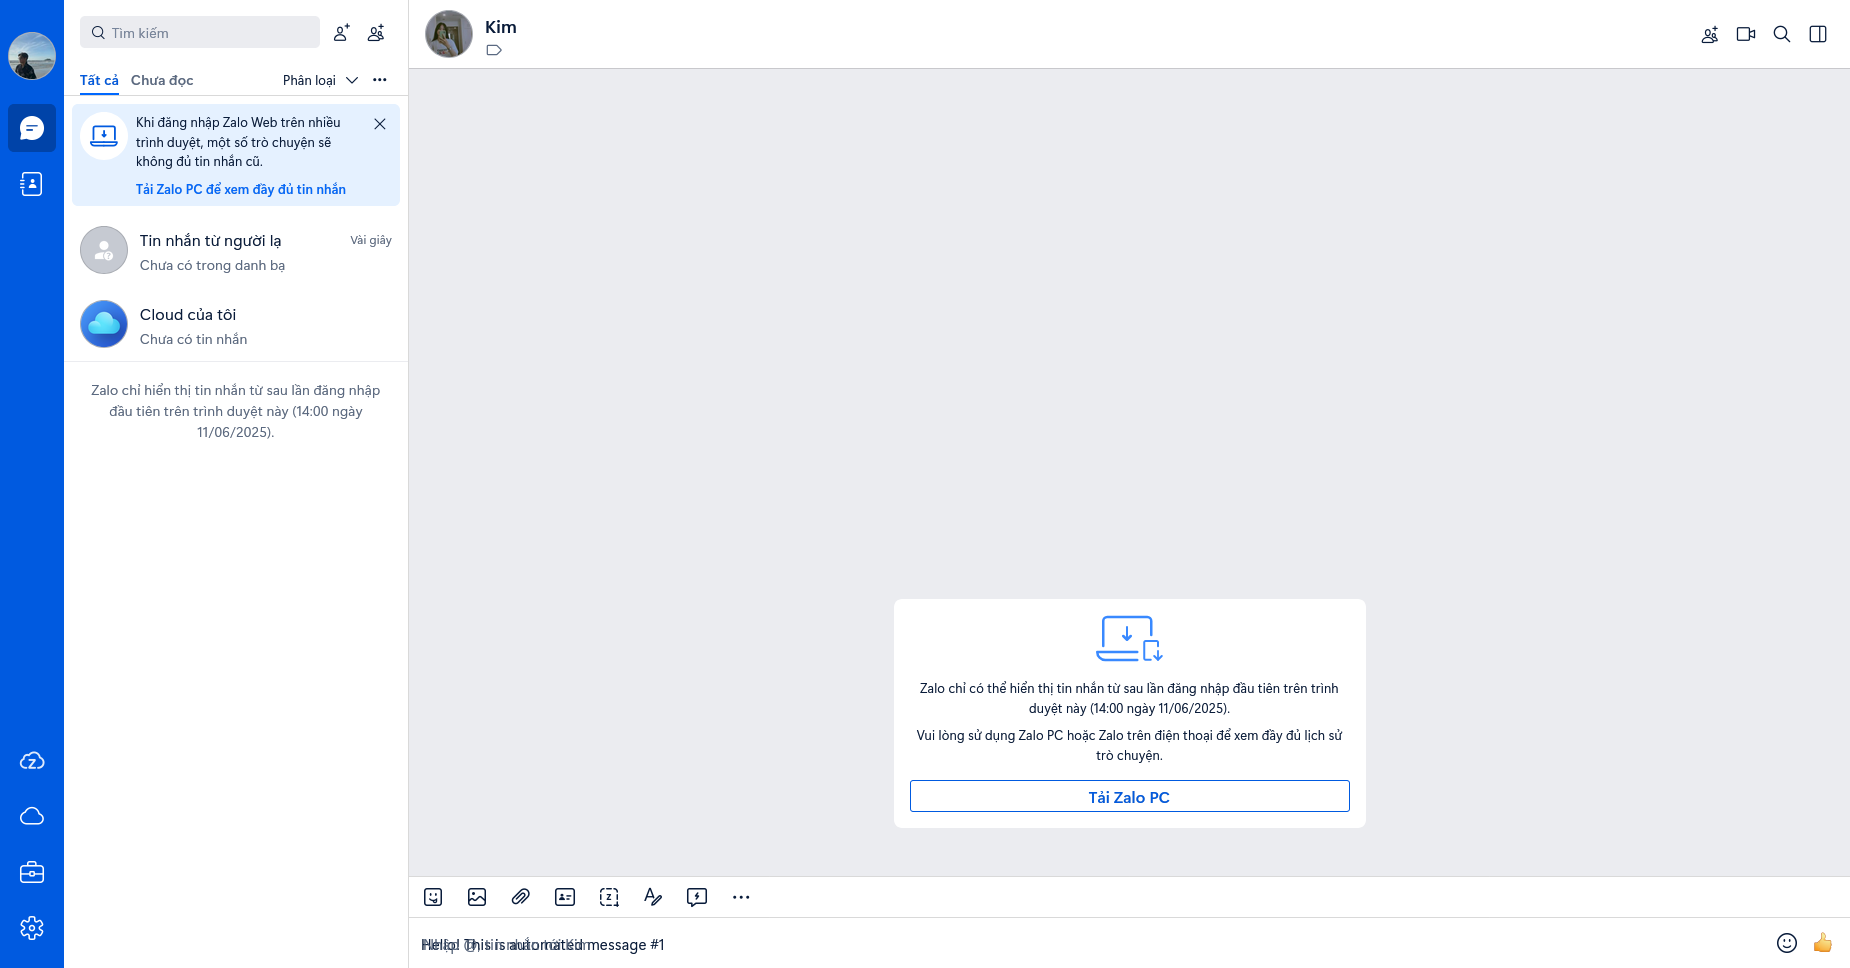 Tìm kiếm
Tất cả
Chưa đọc
Phân loại
Khi đăng nhập Zalo Web trên nhiều
trình duyệt, một số trò chuyện sẽ
không đủ tin nhắn cũ.
Tải Zalo PC để xem đầy đủ tin nhắn
Tin nhắn từ người lạ
Vài giây
Chưa có trong danh bạ
Cloud của tôi
Chưa có tin nhắn
Zalo chỉ hiển thị tin nhắn từ sau lần đăng nhập
đầu tiên trên trình duyệt này (14:00 ngày
11/06/2025).
Kim
Zalo chỉ có thể hiển thị tin nhắn từ sau lần đăng nhập đầu tiên trên trình
duyệt này (14:00 ngày 11/06/2025).
Vui lòng sử dụng Zalo PC hoặc Zalo trên điện thoại để xem đầy đủ lịch sử
trò chuyện.
Tải Zalo PC
Hello! This is automated message #1